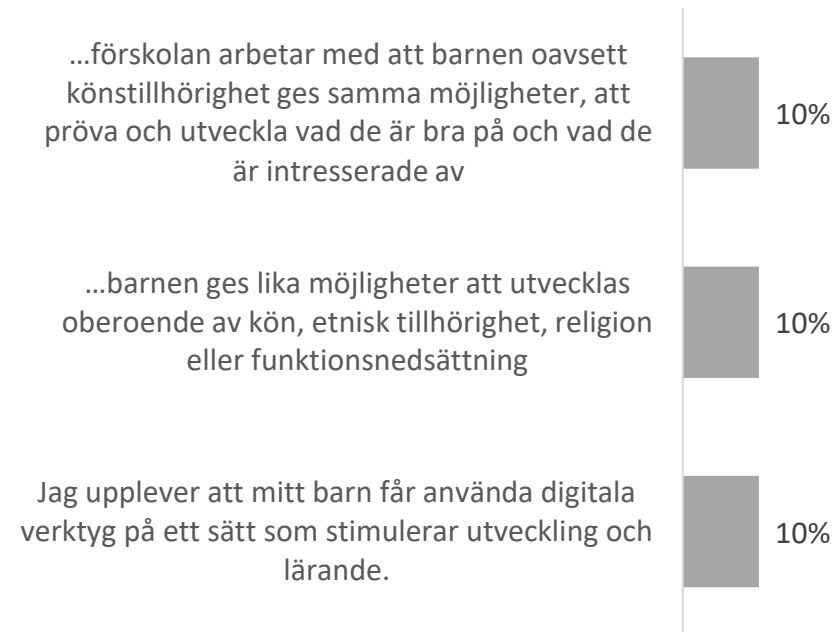 ...förskolan arbetar med att barnen oavsett
könstillhörighet ges samma möjligheter, att
pröva och utveckla vad de är bra på och vad de
är intresserade av
10%
...barnen ges lika möjligheter att utvecklas
oberoende av kön, etnisk tillhörighet, religion
eller funktionsnedsättning
10%
Jag upplever att mitt barn får använda digitala
verktyg på ett sätt som stimulerar utveckling och
lärande.
10%